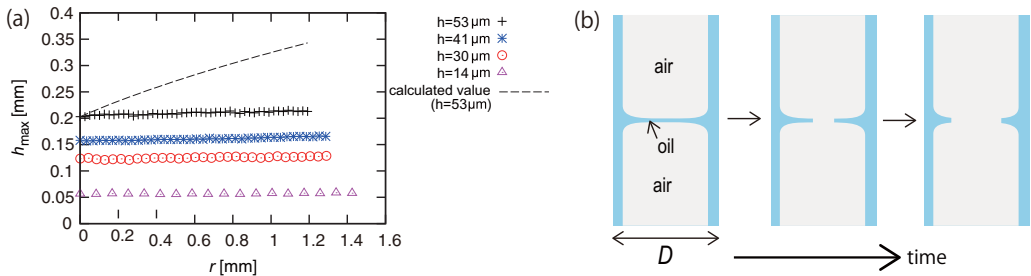 (a)
0.4
0.35
0.3
0.25
0.2
0.15
0.1
0.05
0
h_max [mm]
0 0.2 0.4 0.6 0.8 1 1.2 1.4 1.6
r [mm]
h=53 µm
h=41 µm
h=30 µm
h=14 µm
calculated value
(h=53µm)
(b)
air
oil
air
D
time